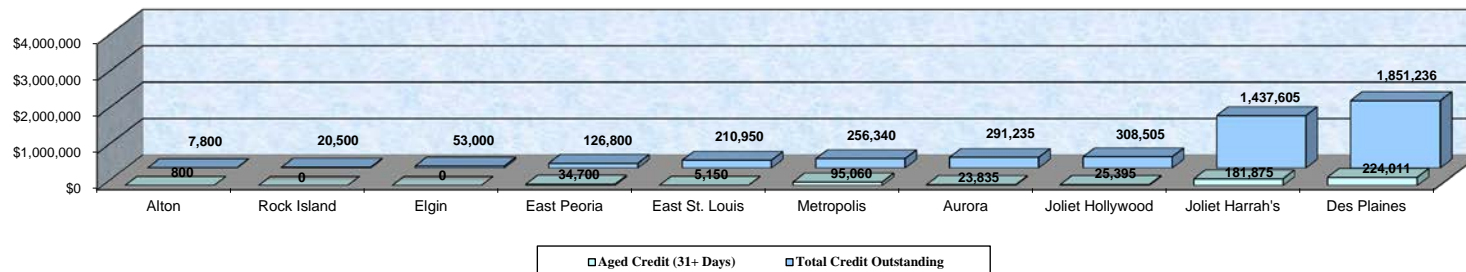 $4,000,000
$3,000,000
$2,000,000
$1,000,000
$0
7,800 20,500 53,000 126,800 210,950 256,340 291,235 308,505 1,437,605 1,851,236
800 0 0 34,700 5,150 95,060 23,835 25,395 181,875 224,011
Alton Rock Island Elgin East Peoria East St. Louis Metropolis Aurora Joliet Hollywood Joliet Harrah's Des Plaines
Aged Credit (31+ Days) Total Credit Outstanding